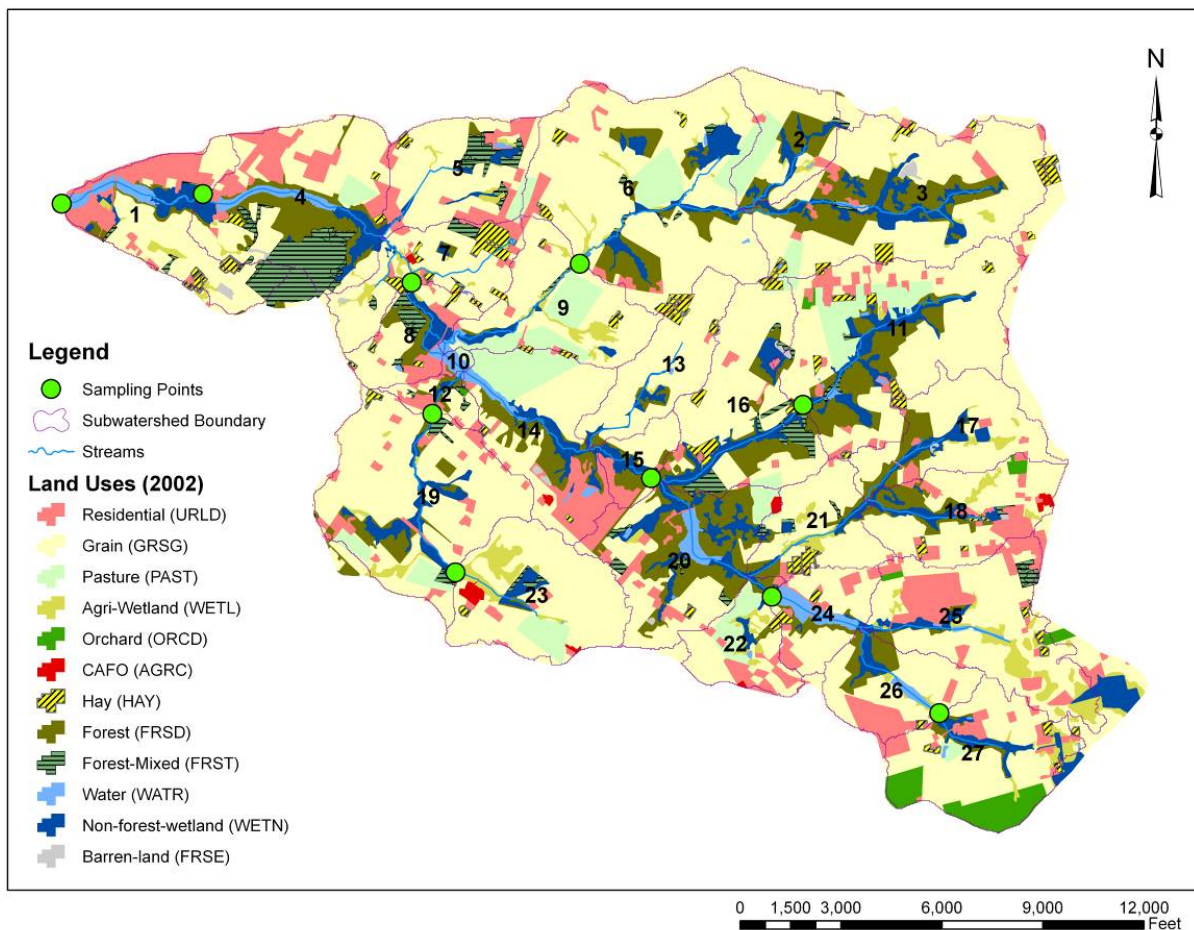 N
2
5
6
3
4
1
7
9
11
8
10
13
12
16
14
17
15
19
18
21
20
23
24
25
22
26
27
Legend
Sampling Points
Subwatershed Boundary
Streams
Land Uses (2002)
Residential (URLD)
Grain (GRSG)
Pasture (PAST)
Agri-Wetland (WETL)
Orchard (ORCD)
CAFO (AGRC)
Hay (HAY)
Forest (FRSD)
Forest-Mixed (FRST)
Water (WATR)
Non-forest-wetland (WETN)
Barren-land (FRSE)
0 1,500 3,000 6,000 9,000 12,000
Feet